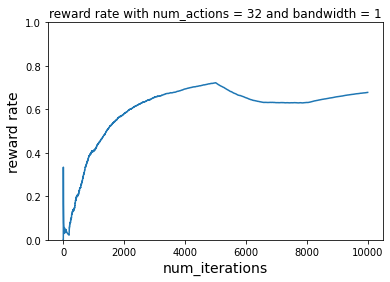 reward rate with num_actions = 32 and bandwidth = 1
1.0
0.8
0.6
0.4
0.2
0.0
reward rate
0 2000 4000 6000 8000 10000
num_iterations